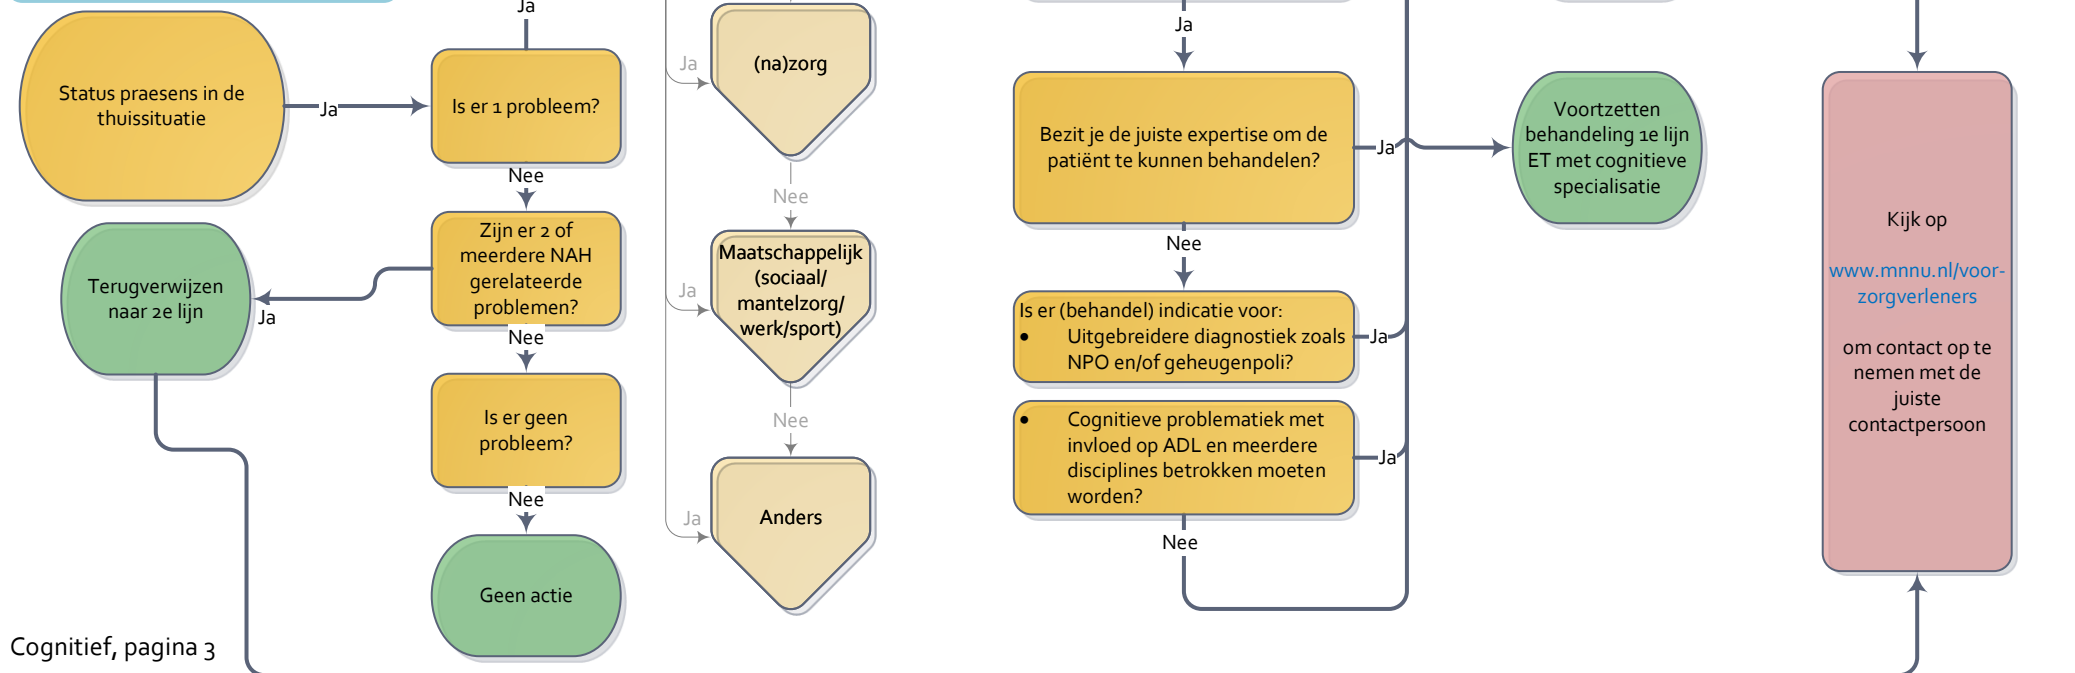 Status praesens in de
thuissituatie
Ja
Ja
Is er 1 probleem?
Nee
Zijn er 2 of
meerdere NAH
gerelateerde
problemen?
Ja
Terugverwijzen
naar 2e lijn
Nee
Is er geen
probleem?
Nee
Geen actie
Ja
(na)zorg
Nee
Ja
Maatschappelijk
(sociaal/
mantelzorg/
werk/sport)
Nee
Ja
Anders
Ja
Bezit je de juiste expertise om de
patiënt te kunnen behandelen?
Ja
Voortzetten
behandeling 1e lijn
ET met cognitieve
specialisatie
Nee
Is er (behandel) indicatie voor:
• Uitgebreidere diagnostiek zoals
NPO en/of geheugenpoli?
Ja
• Cognitieve problematiek met
invloed op ADL en meerdere
disciplines betrokken moeten
worden?
Ja
Nee
Kijk op
www.mnnu.nl/voor-
zorgverleners
om contact op te
nemen met de
juiste
contactpersoon
Cognitief, pagina 3